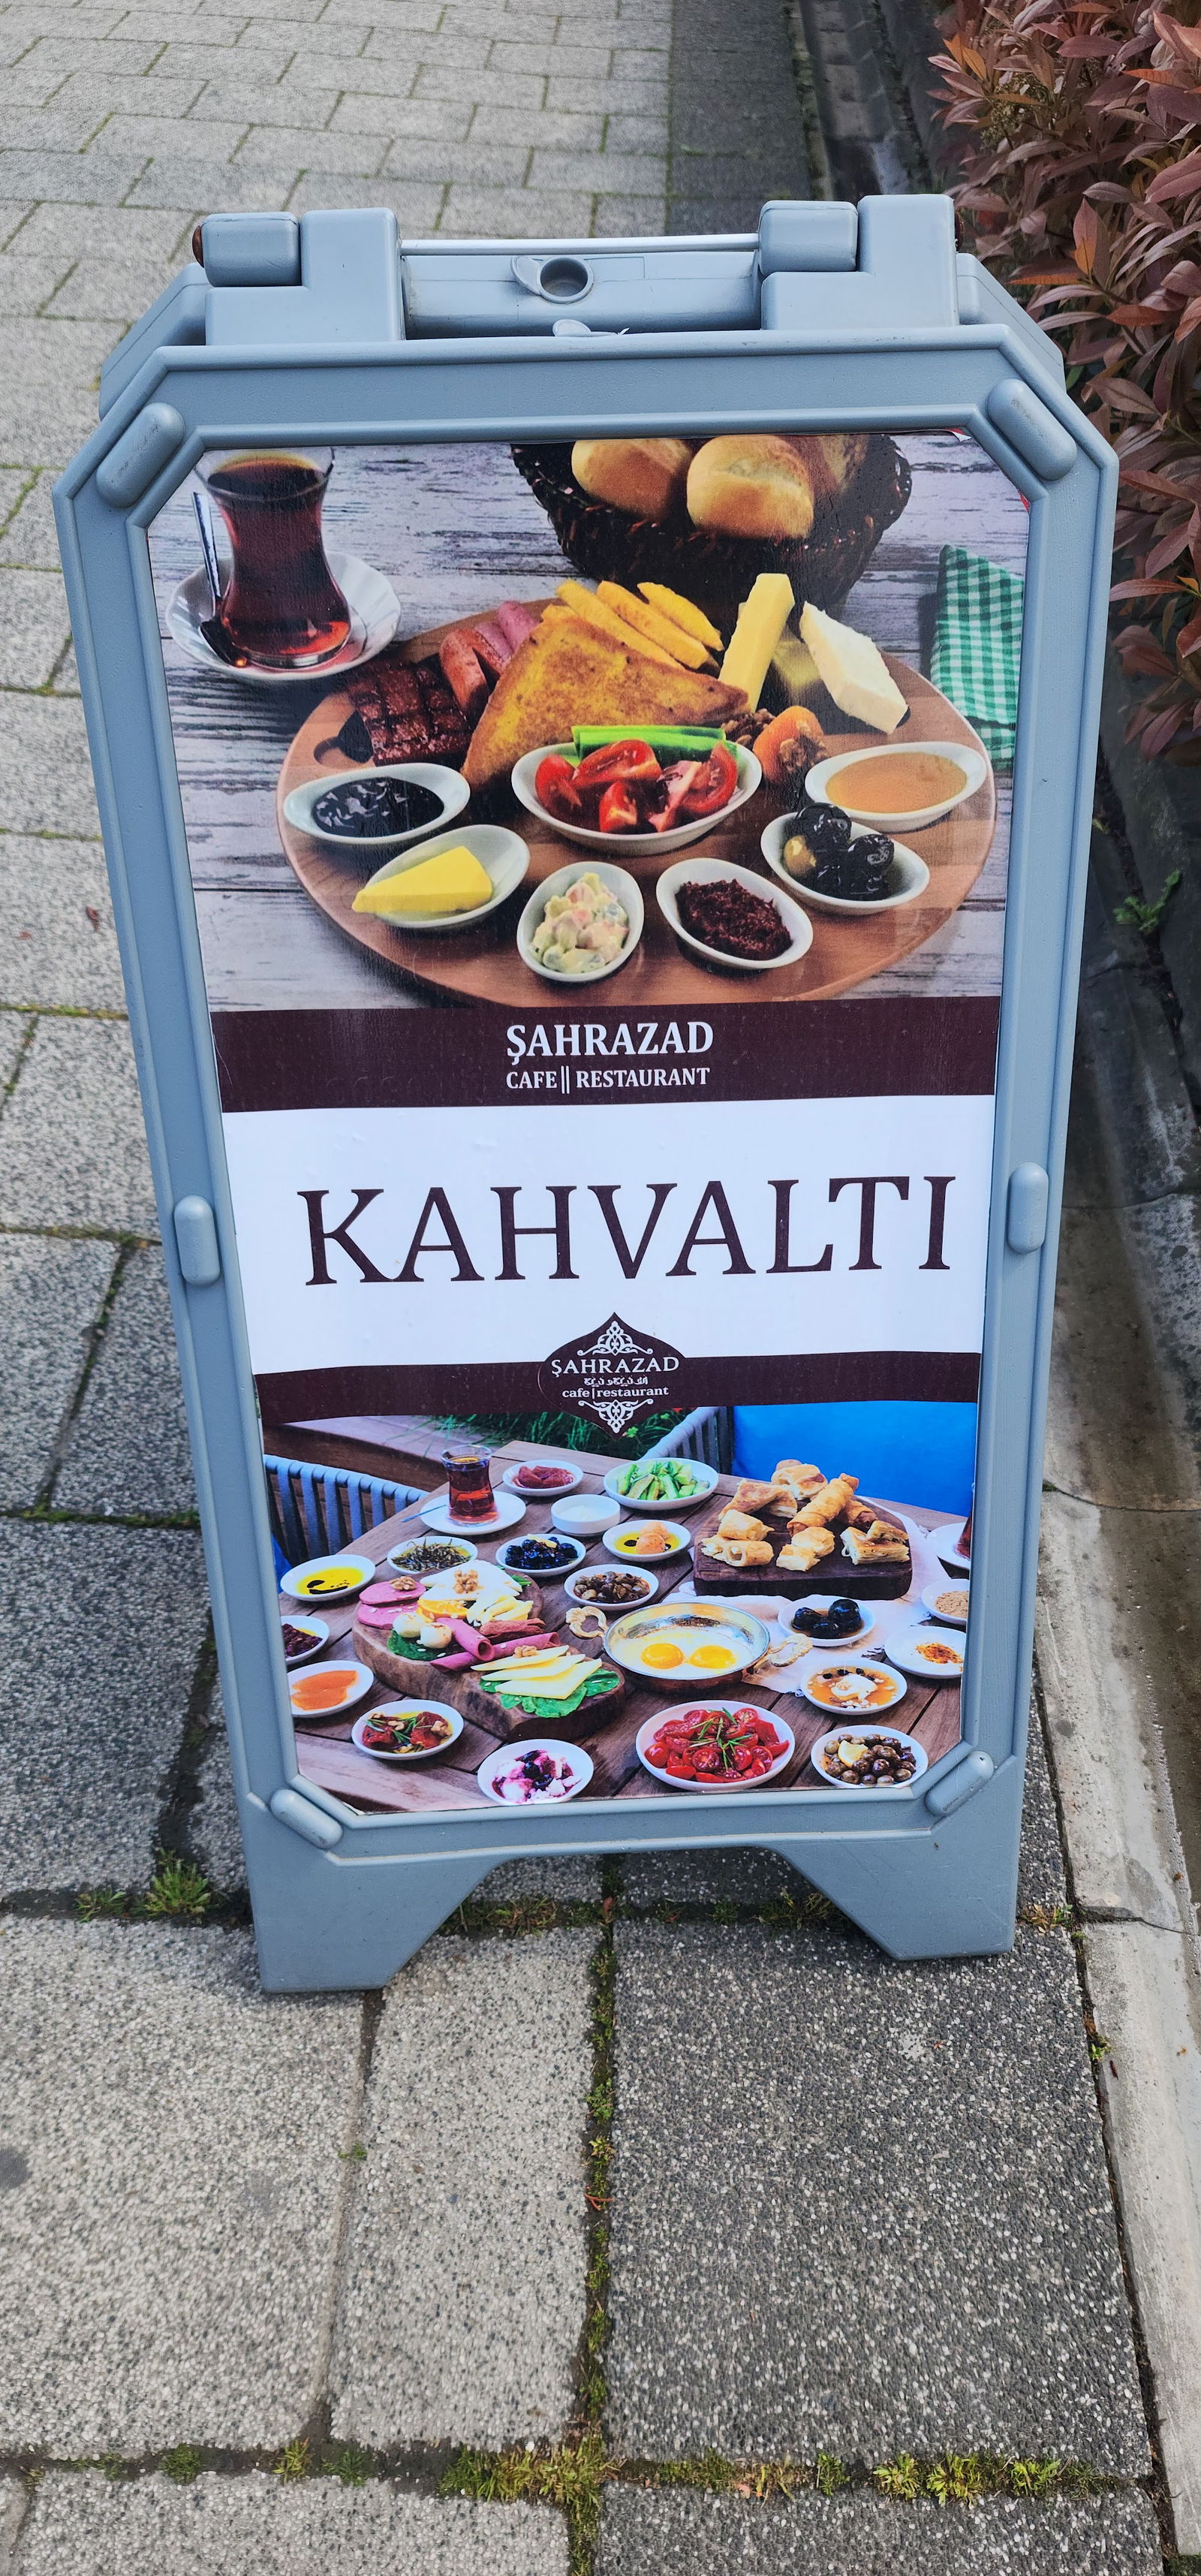 ŞAHRAZAD
CAFE || RESTAURANT
KAHVALTI
ŞAHRAZAD
cafe | restaurant